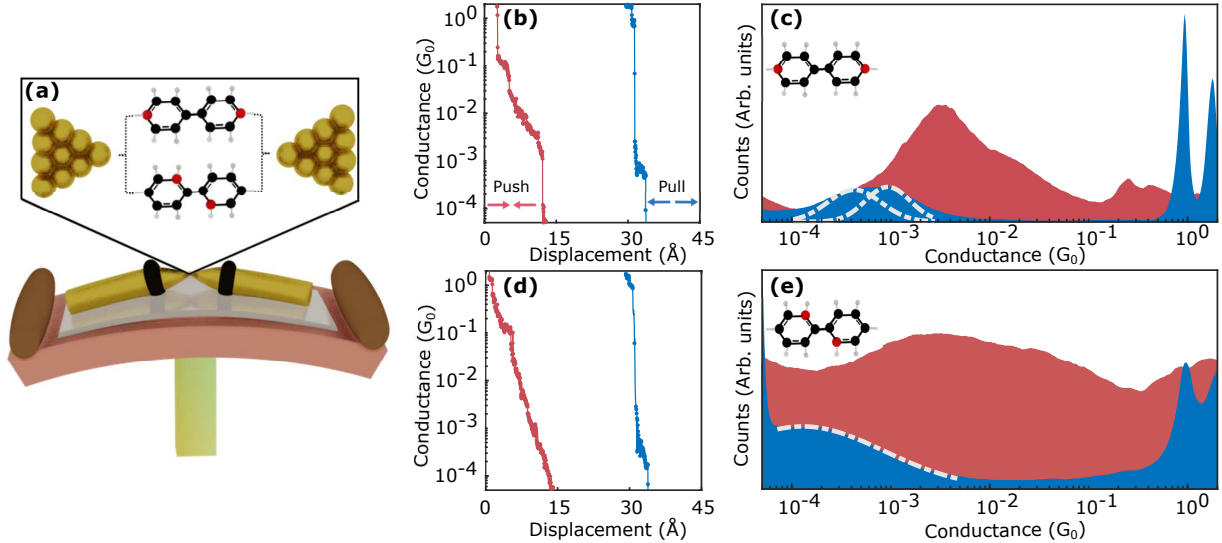 (a)
(b)
Conductance (G₀)
10⁰
10⁻¹
10⁻²
10⁻³
10⁻⁴
Push
Pull
0
15
30
45
Displacement (Å)
(c)
Counts (Arb. units)
10⁻⁴
10⁻³
10⁻²
10⁻¹
10⁰
Conductance (G₀)
(d)
Conductance (G₀)
10⁰
10⁻¹
10⁻²
10⁻³
10⁻⁴
0
15
30
45
Displacement (Å)
(e)
Counts (Arb. units)
10⁻⁴
10⁻³
10⁻²
10⁻¹
10⁰
Conductance (G₀)